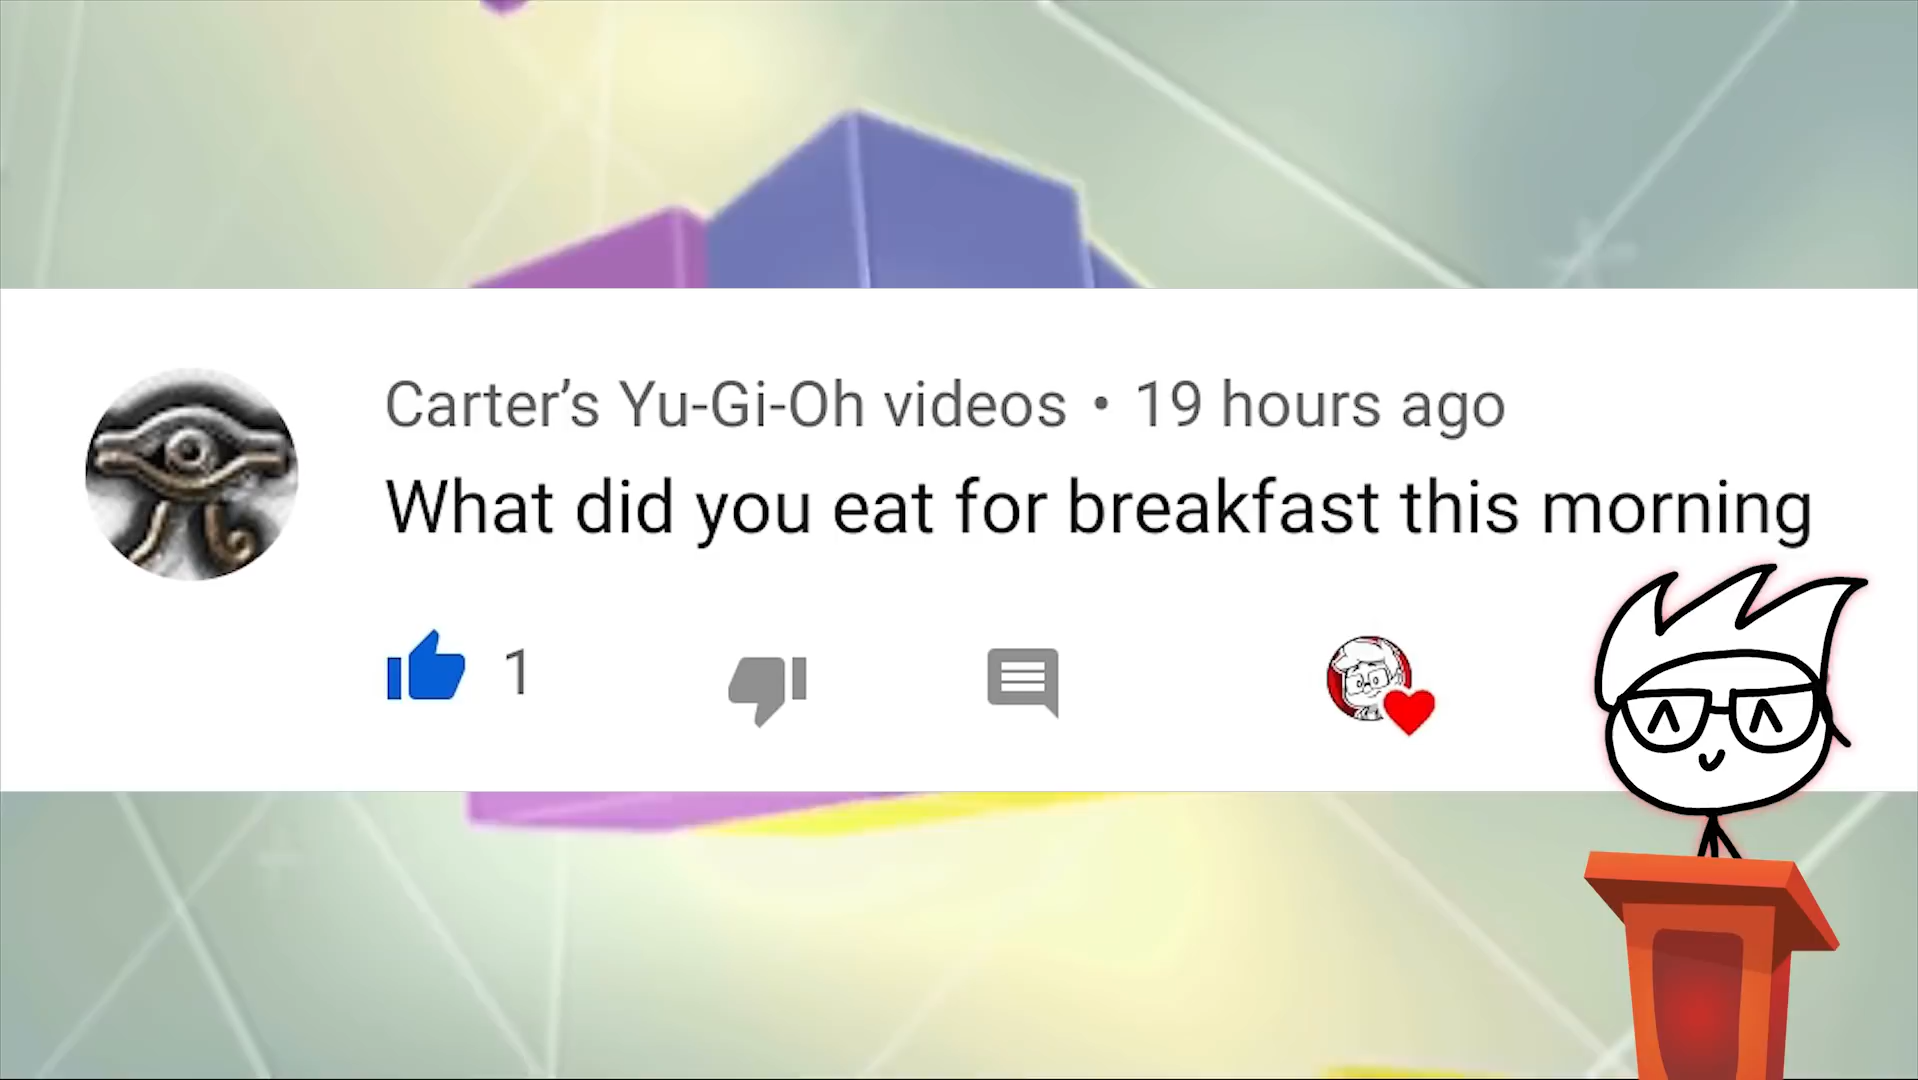 Carter’s Yu-Gi-Oh videos • 19 hours ago
What did you eat for breakfast this morning
1